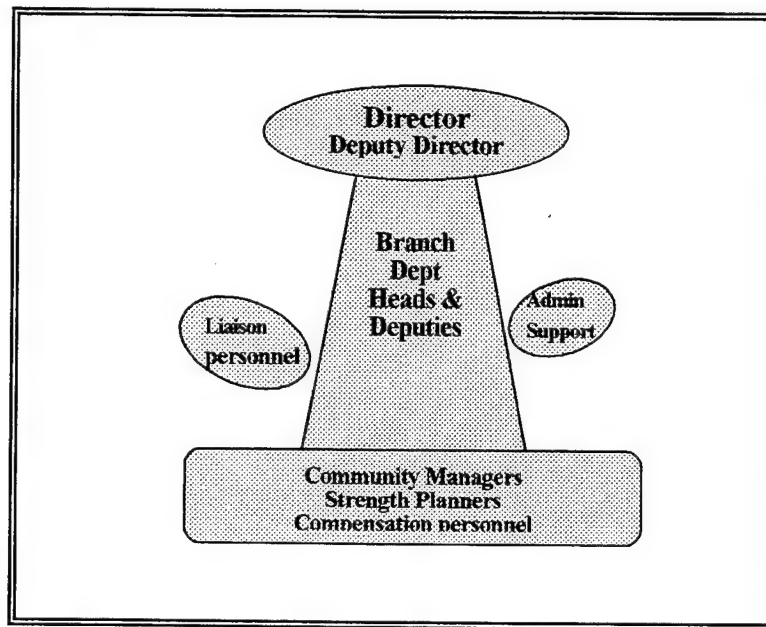 Director
Deputy Director
Branch
Dept
Heads &
Deputies
Liaison
personnel
Admin
Support
Community Managers
Strength Planners
Compensation personnel